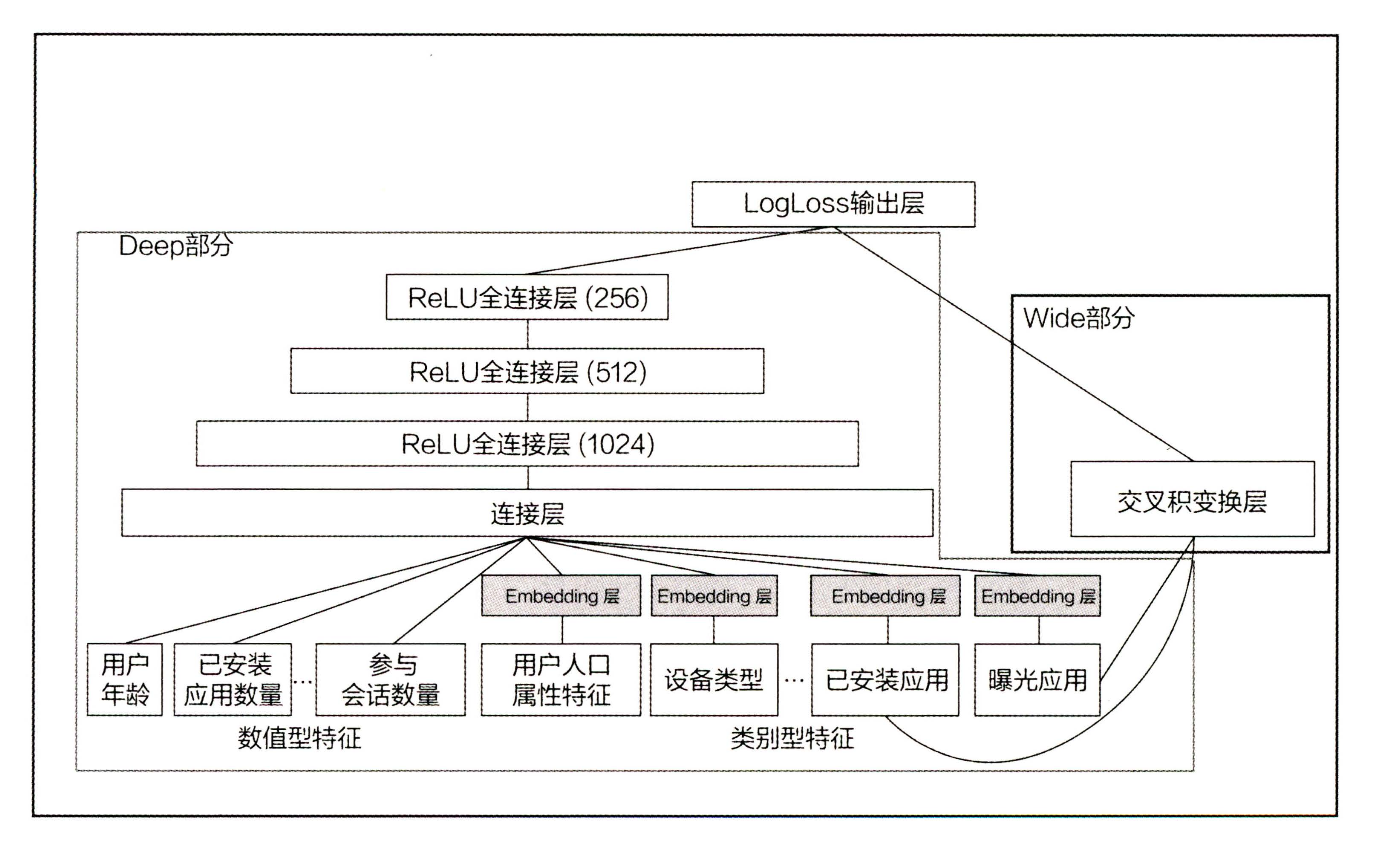 LogLoss输出层
Deep部分
ReLU全连接层 (256)
Wide部分
ReLU全连接层 (512)
ReLU全连接层 (1024)
交叉积变换层
连接层
Embedding 层
Embedding 层
Embedding 层
Embedding 层
用户
年龄
已安装
应用数量
...
参与
会话数量
用户人口
属性特征
设备类型
...
已安装应用
曝光应用
数值型特征
类别型特征